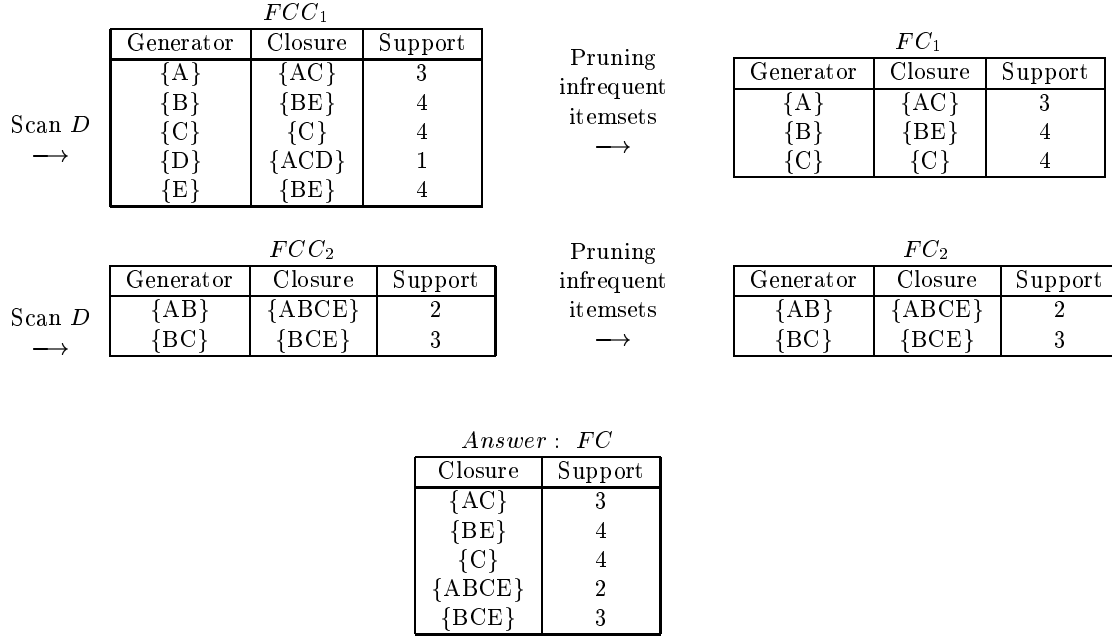 FCC₁
Generator Closure Support
{A} {AC} 3
{B} {BE} 4
{C} {C} 4
{D} {ACD} 1
{E} {BE} 4
Scan D
⟶
Pruning
infrequent
itemsets
⟶
FC₁
Generator Closure Support
{A} {AC} 3
{B} {BE} 4
{C} {C} 4
FCC₂
Generator Closure Support
{AB} {ABCE} 2
{BC} {BCE} 3
Scan D
⟶
Pruning
infrequent
itemsets
⟶
FC₂
Generator Closure Support
{AB} {ABCE} 2
{BC} {BCE} 3
Answer : FC
Closure Support
{AC} 3
{BE} 4
{C} 4
{ABCE} 2
{BCE} 3